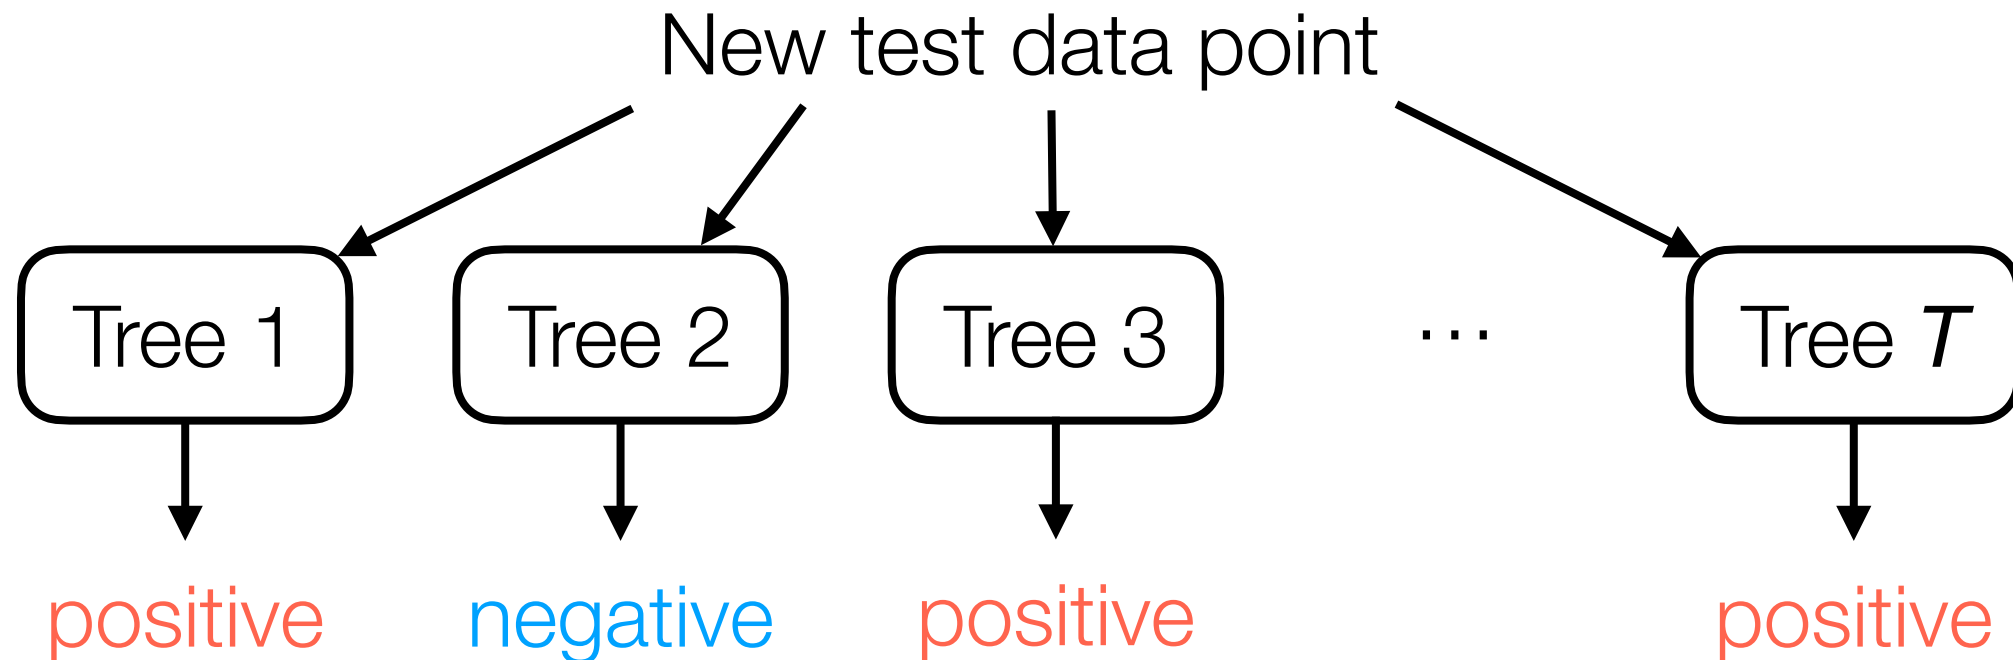 New test data point
Tree 1
Tree 2
Tree 3
...
Tree T
positive
negative
positive
positive